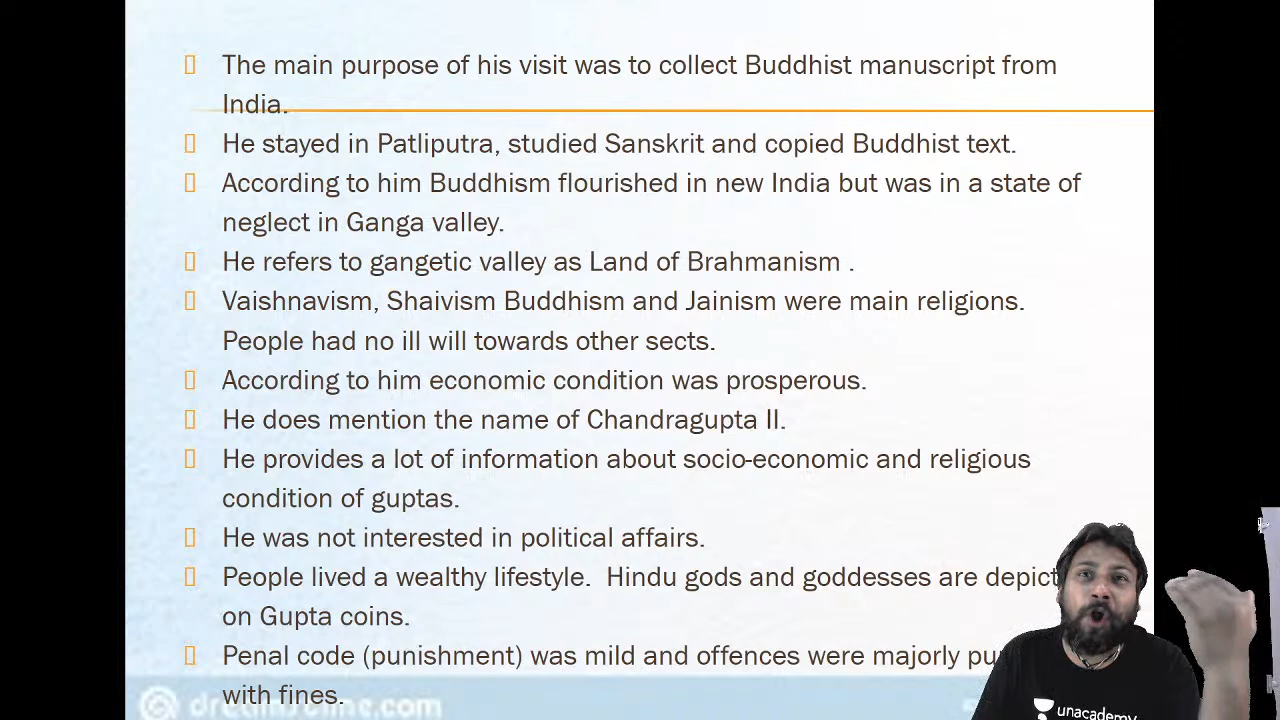 The main purpose of his visit was to collect Buddhist manuscript from
India.
He stayed in Patliputra, studied Sanskrit and copied Buddhist text.
According to him Buddhism flourished in new India but was in a state of
neglect in Ganga valley.
He refers to gangetic valley as Land of Brahmanism .
Vaishnavism, Shaivism Buddhism and Jainism were main religions.
People had no ill will towards other sects.
According to him economic condition was prosperous.
He does mention the name of Chandragupta II.
He provides a lot of information about socio-economic and religious
condition of guptas.
He was not interested in political affairs.
People lived a wealthy lifestyle. Hindu gods and goddesses are depict
on Gupta coins.
Penal code (punishment) was mild and offences were majorly pu
with fines.
unacademy